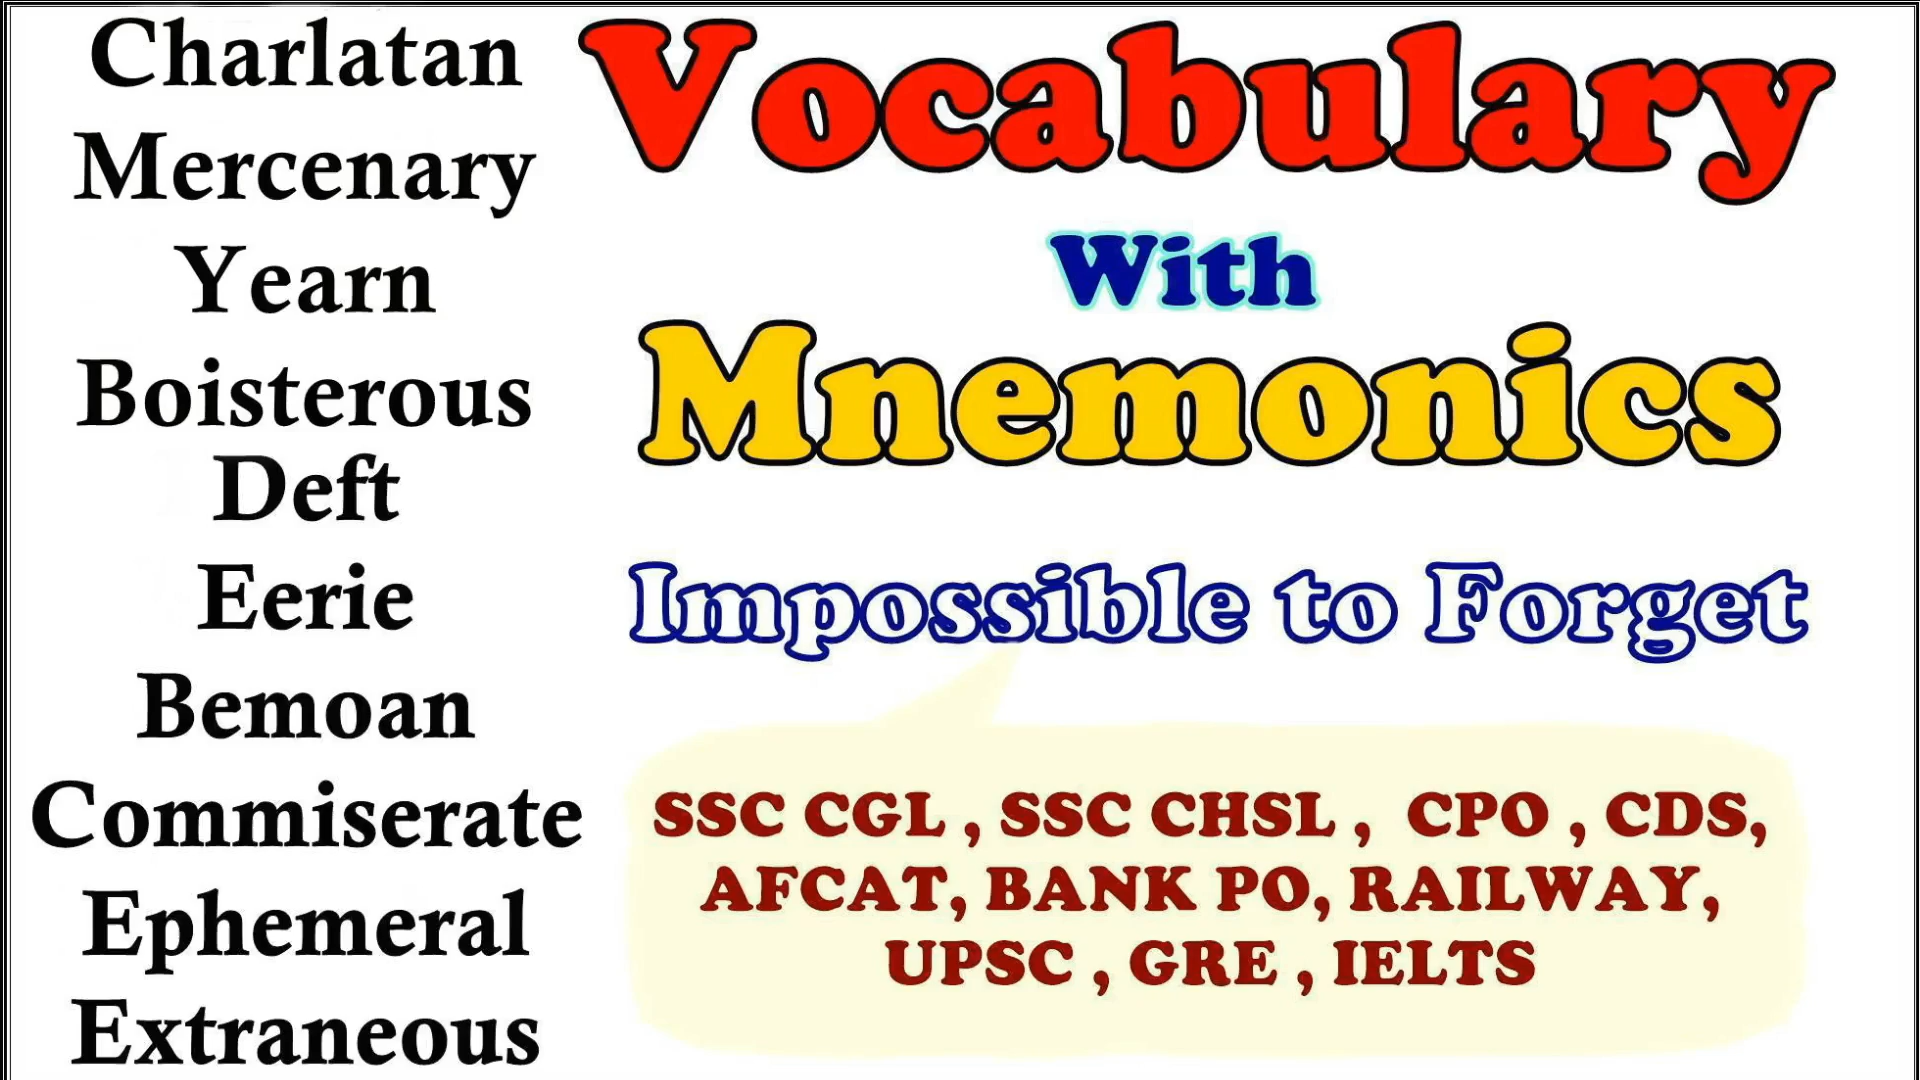 Charlatan
Mercenary
Yearn
Boisterous
Deft
Eerie
Bemoan
Commiserate
Ephemeral
Extraneous
Vocabulary
With
Mnemonics
Impossible to Forget
SSC CGL , SSC CHSL , CPO , CDS,
AFCAT, BANK PO, RAILWAY,
UPSC , GRE , IELTS